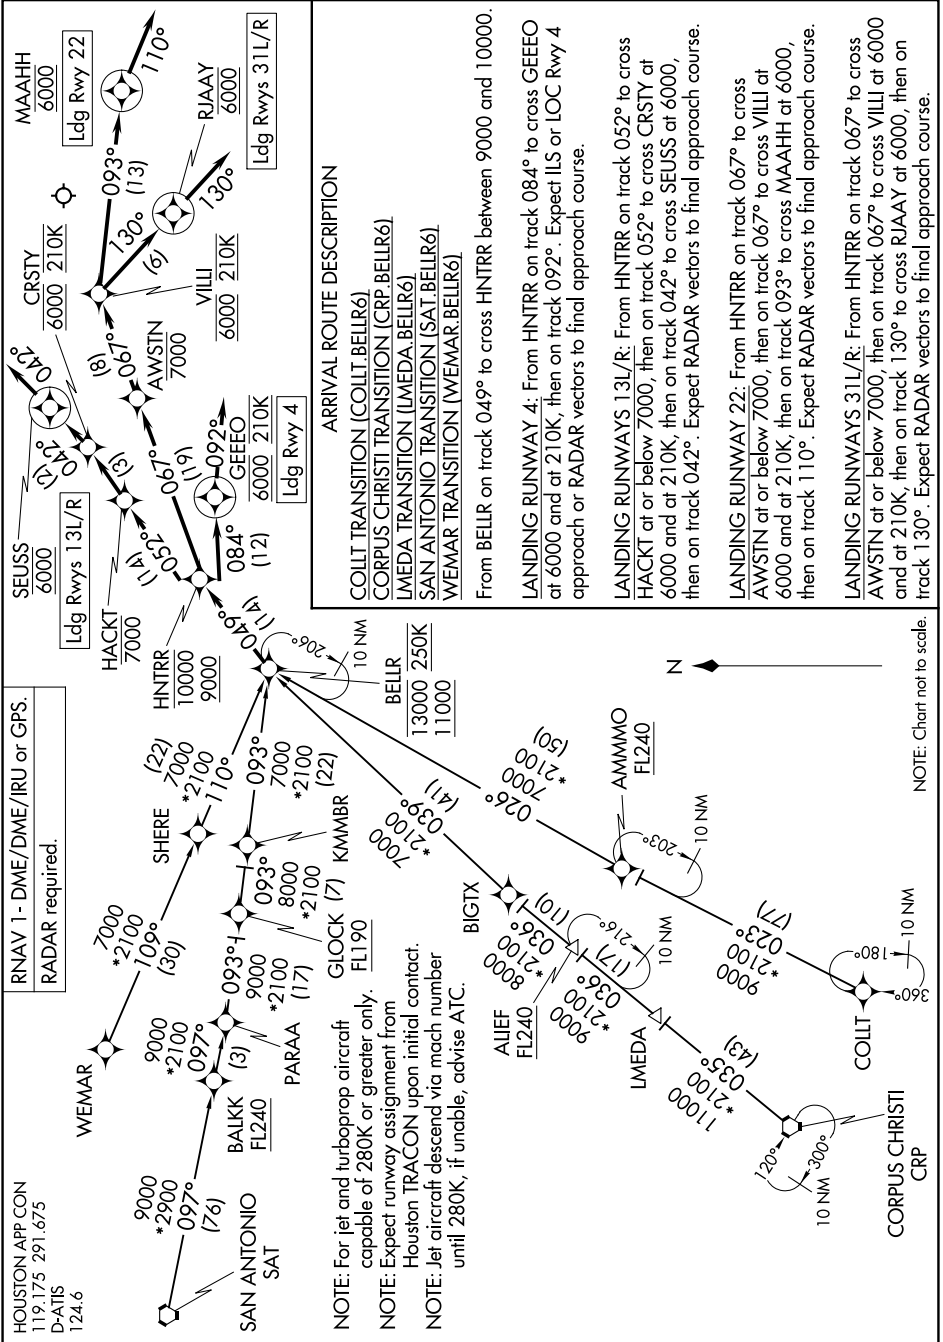 HOUSTON APP CON
119.175 291.675
D-ATIS
124.6
RNAV 1 - DME/DME/IRU or GPS.
RADAR required.
SAN ANTONIO
SAT
9000
*2900
097°
(76)
BALKK
FL240
9000
*2100
097°
(3)
PARAA
093°
9000
*2100
(17)
GLOCK
FL190
093°
8000
*2100
(7)
KMMBR
093°
7000
*2100
(22)
WEMAR
7000
*2100
109°
(30)
SHERE
(22)
7000
*2100
110°
NOTE: For jet and turboprop aircraft
capable of 280K or greater only.
NOTE: Expect runway assignment from
Houston TRACON upon initial contact.
NOTE: Jet aircraft descend via mach number
until 280K, if unable, advise ATC.
CORPUS CHRISTI
CRP
120°
300°
10 NM
11000
*2100
035°
(43)
LMEDA
9000
*2100
036°
(17)
216°
10 NM
ALIEF
FL240
8000
*2100
036°
(10)
BIGTX
7000
*2100
039°
(41)
COLLT
360°
180°
10 NM
9000
*2100
023°
(77)
AMMMO
FL240
203°
10 NM
026°
7000
*2100
(50)
BELLR
13000 250K
11000
206°
10 NM
049°
(14)
HNTRR
10000
9000
052°
(14)
HACKT
7000
(3)
CRSTY
6000 210K
042°
(2)
SEUSS
6000
Ldg Rwys 13L/R
042°
067°
(19)
AWSTN
7000
067°
(8)
VILLI
6000 210K
093°
(13)
MAAHH
6000
Ldg Rwy 22
110°
130°
(6)
RJAAY
6000
Ldg Rwys 31L/R
130°
084°
(12)
GEEEO
6000 210K
Ldg Rwy 4
092°
N
NOTE: Chart not to scale.
ARRIVAL ROUTE DESCRIPTION
COLLT TRANSITION (COLLT.BELLR6)
CORPUS CHRISTI TRANSITION (CRP.BELLR6)
LMEDA TRANSITION (LMEDA.BELLR6)
SAN ANTONIO TRANSITION (SAT.BELLR6)
WEMAR TRANSITION (WEMAR.BELLR6)
From BELLR on track 049° to cross HNTRR between 9000 and 10000.
LANDING RUNWAY 4: From HNTRR on track 084° to cross GEEEO
at 6000 and at 210K, then on track 092°. Expect ILS or LOC Rwy 4
approach or RADAR vectors to final approach course.
LANDING RUNWAYS 13L/R: From HNTRR on track 052° to cross
HACKT at or below 7000, then on track 052° to cross CRSTY at
6000 and at 210K, then on track 042° to cross SEUSS at 6000,
then on track 042°. Expect RADAR vectors to final approach course.
LANDING RUNWAY 22: From HNTRR on track 067° to cross
AWSTN at or below 7000, then on track 067° to cross VILLI at
6000 and at 210K, then on track 093° to cross MAAHH at 6000,
then on track 110°. Expect RADAR vectors to final approach course.
LANDING RUNWAYS 31L/R: From HNTRR on track 067° to cross
AWSTN at or below 7000, then on track 067° to cross VILLI at 6000
and at 210K, then on track 130° to cross RJAAY at 6000, then on
track 130°. Expect RADAR vectors to final approach course.